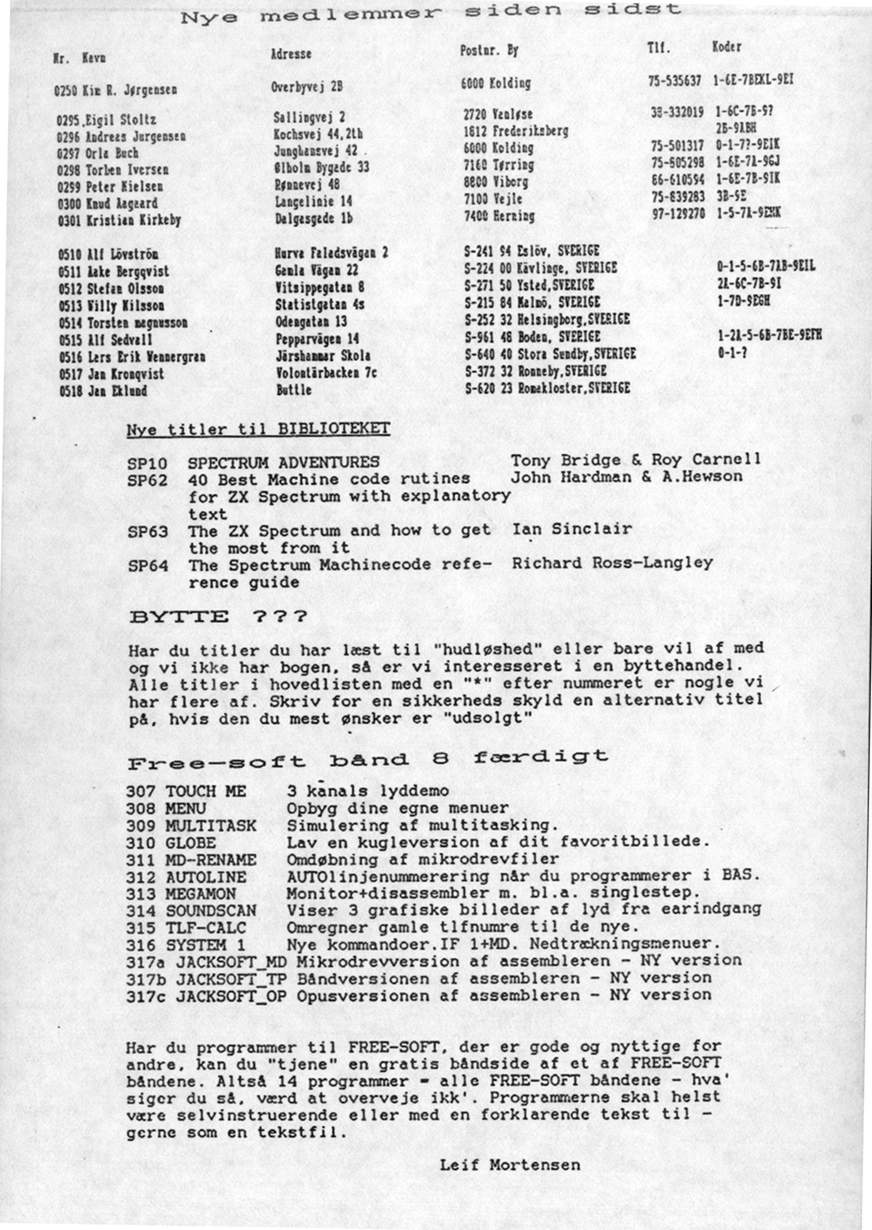 Nye medlemmer siden sidst
Nr. Navn Adresse Postnr. By Tlf. Koder
0250 Kim R. Jørgensen Overbyvej 2B 6000 Kolding 75-535637 1-6E-7BEKL-9EI
0295 Eigil Stoltz Sallingvej 2 2720 Vanløse 38-332019 1-6C-7B-9?
0296 Andreas Jørgensen Kochsvej 44,2th 1812 Frederiksberg 2B-9ABH
0297 Orla Buch Junghansvej 42 6000 Kolding 75-501317 0-1-7?-9EIK
0298 Torben Iversen Ølholm Bygade 33 7160 Tørring 75-805298 1-6E-7A-9GJ
0299 Peter Nielsen Rønnevej 48 8800 Viborg 86-610594 1-6E-7B-9IK
0300 Knud Aagaard Langelinie 14 7100 Vejle 75-839283 3B-9E
0301 Kristian Kirkeby Dalgasgade 1b 7400 Herning 97-129270 1-5-7A-9EHK
0510 Alf Lövström Hurva Faladsvägan 2 S-241 94 Eslöv, SVERIGE
0511 Aake Bergqvist Gamla Vägan 22 S-224 00 Kävlinge, SVERIGE 0-1-5-6B-7AB-9EIL
0512 Stefan Olsson Vitsippegatan 8 S-271 50 Ysted,SVERIGE 2A-6C-7B-9I
0513 Willy Nilsson Statistgatan 4s S-215 84 Malmö, SVERIGE 1-7D-9EGH
0514 Torsten magnusson Odengatan 13 S-252 32 Helsingborg,SVERIGE
0515 Alf Sedvall Pepparvägen 14 S-961 48 Boden, SVERIGE 1-2A-5-6B-7BE-9EFH
0516 Lars Erik Wennergran Järshammar Skola S-640 40 Stora Sundby,SVERIGE 0-1-?
0517 Jan Kronqvist Volontärbacken 7c S-372 32 Ronneby,SVERIGE
0518 Jan Eklund Buttle S-620 23 Romakloster,SVERIGE
Nye titler til BIBLIOTEKET
SP10 SPECTRUM ADVENTURES Tony Bridge & Roy Carnell
SP62 40 Best Machine code rutines John Hardman & A.Hewson
for ZX Spectrum with explanatory
text
SP63 The ZX Spectrum and how to get Ian Sinclair
the most from it
SP64 The Spectrum Machinecode refe- Richard Ross-Langley
rence guide
BYTTE ???
Har du titler du har læst til "hudløshed" eller bare vil af med
og vi ikke har bogen, så er vi interesseret i en byttehandel.
Alle titler i hovedlisten med en "*" efter nummeret er nogle vi
har flere af. Skriv for en sikkerheds skyld en alternativ titel
på, hvis den du mest ønsker er "udsolgt"
Free-soft bånd 8 færdigt
307 TOUCH ME 3 kanals lyddemo
308 MENU Opbyg dine egne menuer
309 MULTITASK Simulering af multitasking.
310 GLOBE Lav en kugleversion af dit favoritbillede.
311 MD-RENAME Omdøbning af mikrodrevfiler
312 AUTOLINE AUTOlinjenummerering når du programmerer i BAS.
313 MEGAMON Monitor+disassembler m. bl.a. singlestep.
314 SOUNDSCAN Viser 3 grafiske billeder af lyd fra earindgang
315 TLF-CALC Omregner gamle tlfnumre til de nye.
316 SYSTEM 1 Nye kommandoer.IF 1+MD. Nedtrækningsmenuer.
317a JACKSOFT_MD Mikrodrevversion af assembleren - NY version
317b JACKSOFT_TP Båndversionen af assembleren - NY version
317c JACKSOFT_OP Opusversionen af assembleren - NY version
Har du programmer til FREE-SOFT, der er gode og nyttige for
andre, kan du "tjene" en gratis båndside af et af FREE-SOFT
båndene. Altså 14 programmer - alle FREE-SOFT båndene - hva'
siger du så, værd at overveje ikk'. Programmerne skal helst
være selvinstruerende eller med en forklarende tekst til -
gerne som en tekstfil.
Leif Mortensen